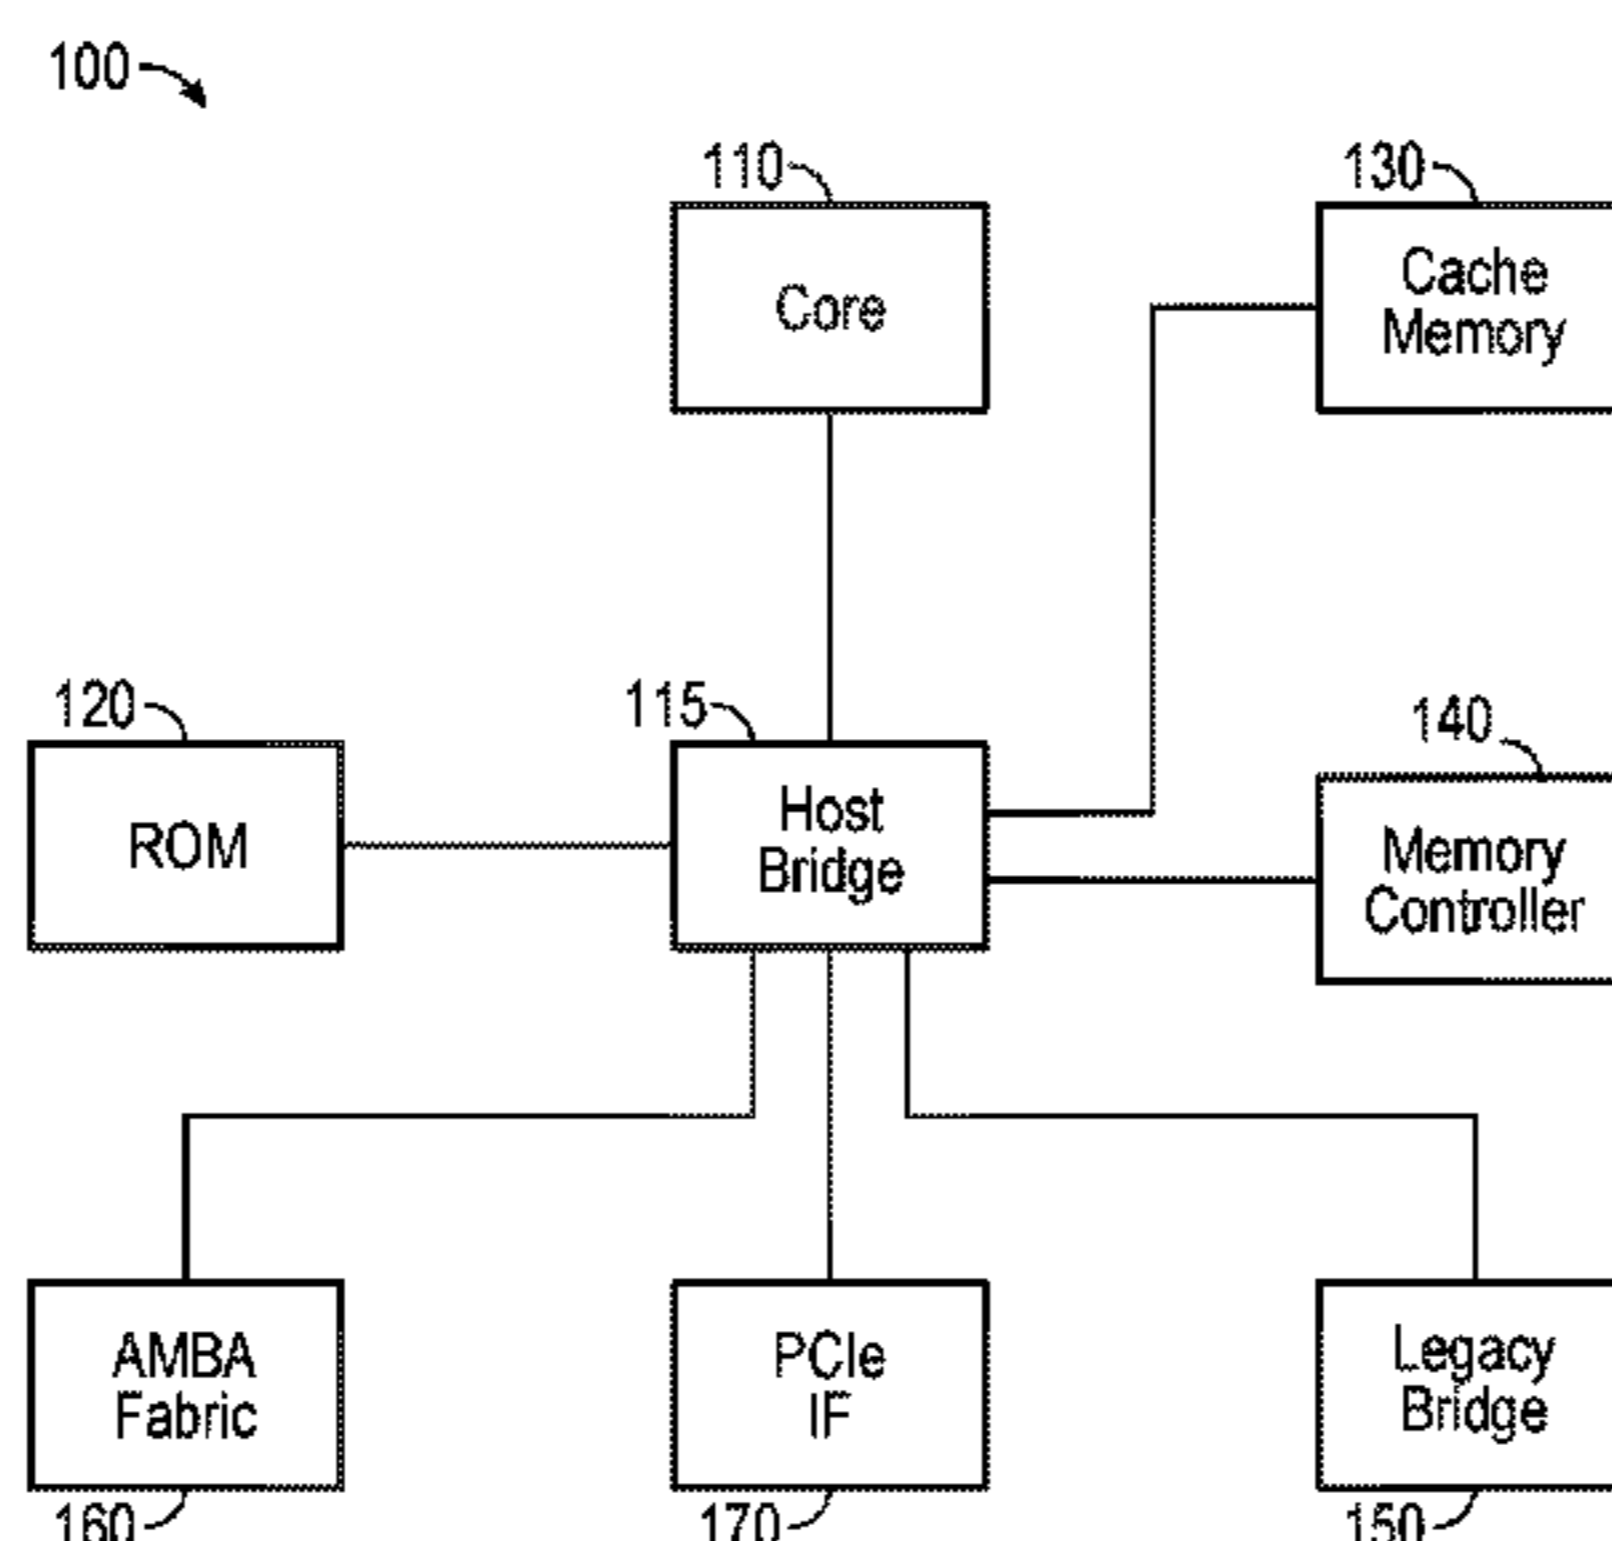 100
110
130
Core
Cache
Memory
120
115
140
ROM
Host
Bridge
Memory
Controller
AMBA
Fabric
PCIe
IF
Legacy
Bridge
160
170
150